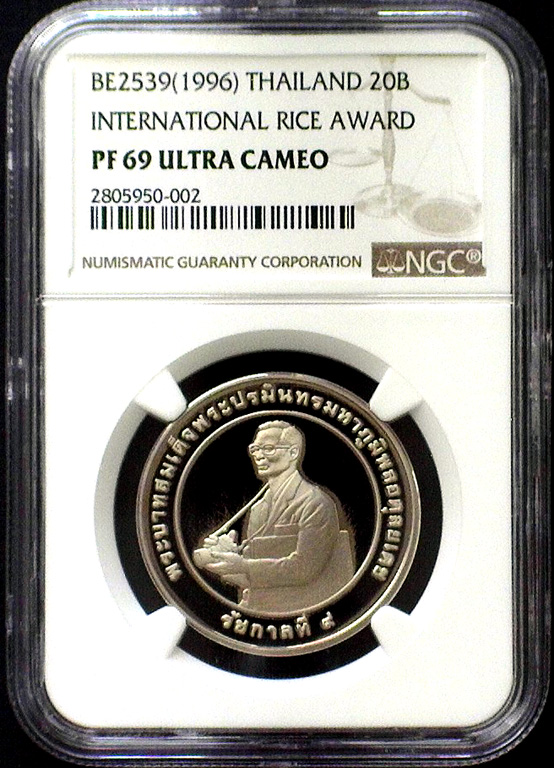 BE2539(1996) THAILAND 20B
INTERNATIONAL RICE AWARD
PF 69 ULTRA CAMEO
2805950-002
NUMISMATIC GUARANTY CORPORATION NGC®
พระบาทสมเด็จพระปรมินทรมหาภูมิพลอดุลยเดช
รัชกาลที่ ๙